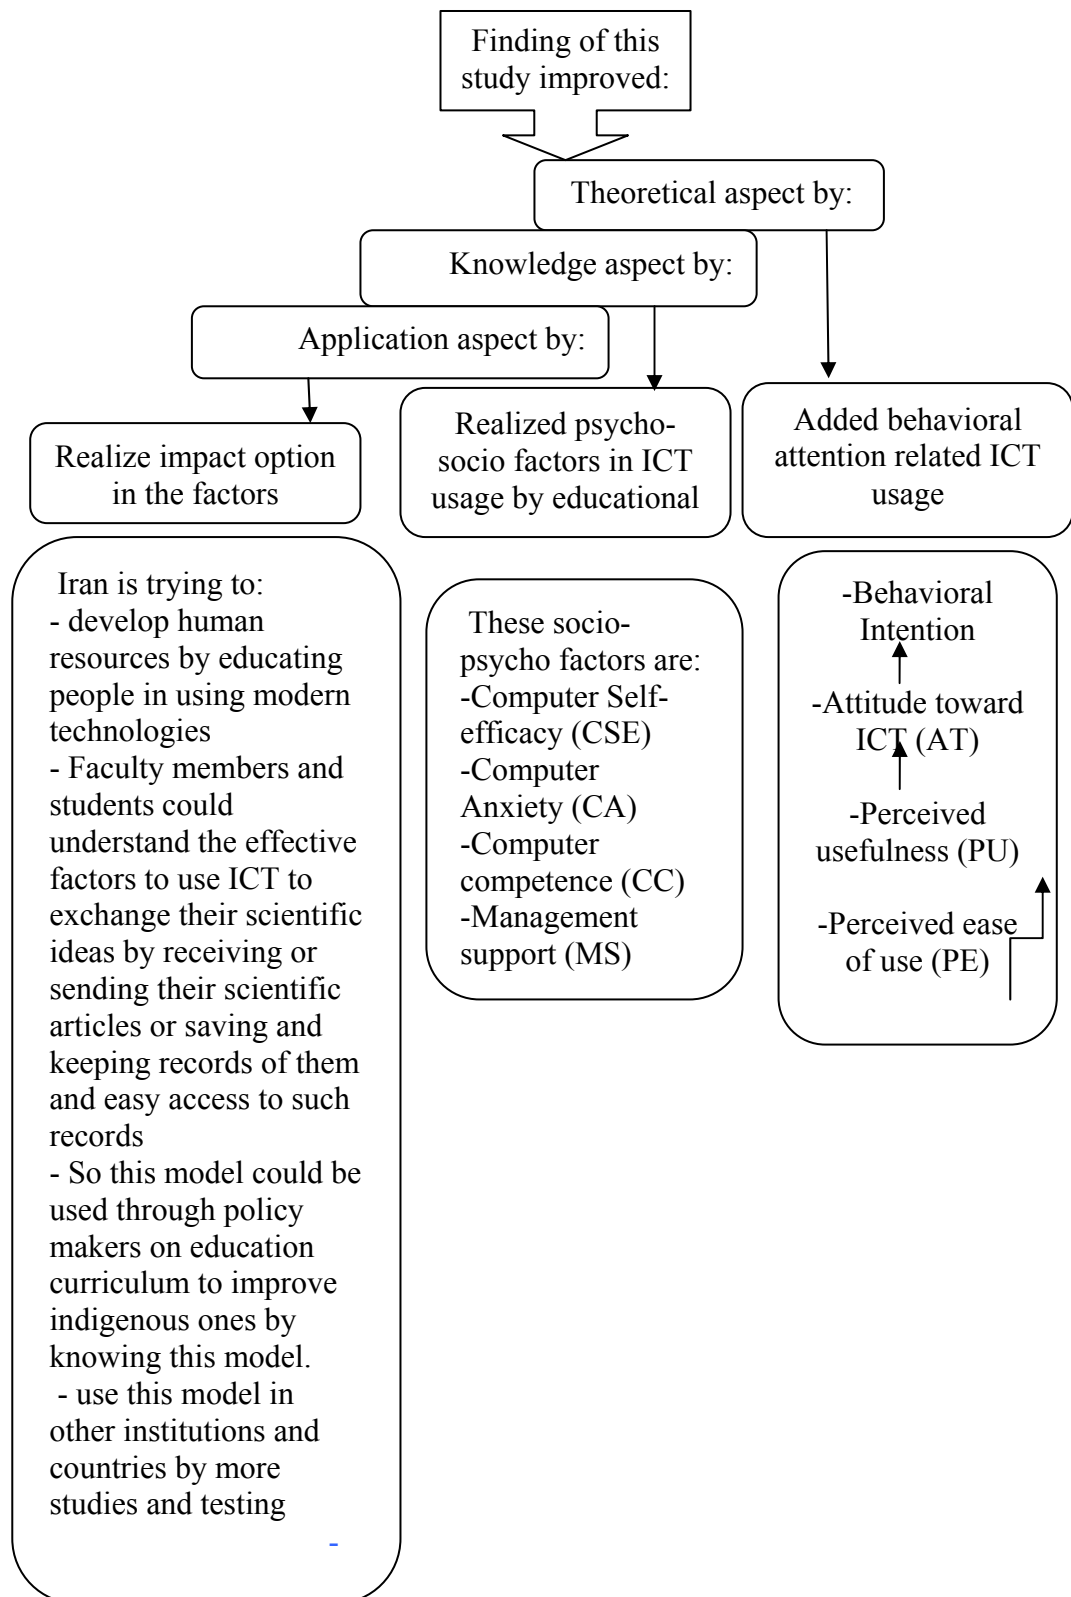 Finding of this
study improved:
Theoretical aspect by:
Knowledge aspect by:
Application aspect by:
Realize impact option
in the factors
Realized psycho-
socio factors in ICT
usage by educational
Added behavioral
attention related ICT
usage
Iran is trying to:
- develop human
resources by educating
people in using modern
technologies
- Faculty members and
students could
understand the effective
factors to use ICT to
exchange their scientific
ideas by receiving or
sending their scientific
articles or saving and
keeping records of them
and easy access to such
records
- So this model could be
used through policy
makers on education
curriculum to improve
indigenous ones by
knowing this model.
- use this model in
other institutions and
countries by more
studies and testing
-
These socio-
psycho factors are:
-Computer Self-
efficacy (CSE)
-Computer
Anxiety (CA)
-Computer
competence (CC)
-Management
support (MS)
-Behavioral
Intention
-Attitude toward
ICT (AT)
-Perceived
usefulness (PU)
-Perceived ease
of use (PE)